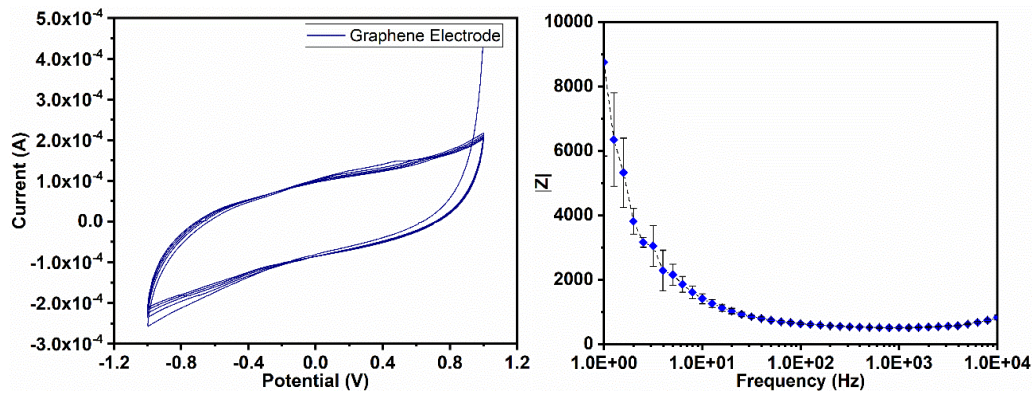 5.0x10⁻⁴
4.0x10⁻⁴
3.0x10⁻⁴
2.0x10⁻⁴
1.0x10⁻⁴
0.0
-1.0x10⁻⁴
-2.0x10⁻⁴
-3.0x10⁻⁴
Current (A)
Graphene Electrode
-1.2 -0.8 -0.4 0.0 0.4 0.8 1.2
Potential (V)
10000
8000
6000
4000
2000
0
|Z|
1.0E+00 1.0E+01 1.0E+02 1.0E+03 1.0E+04
Frequency (Hz)